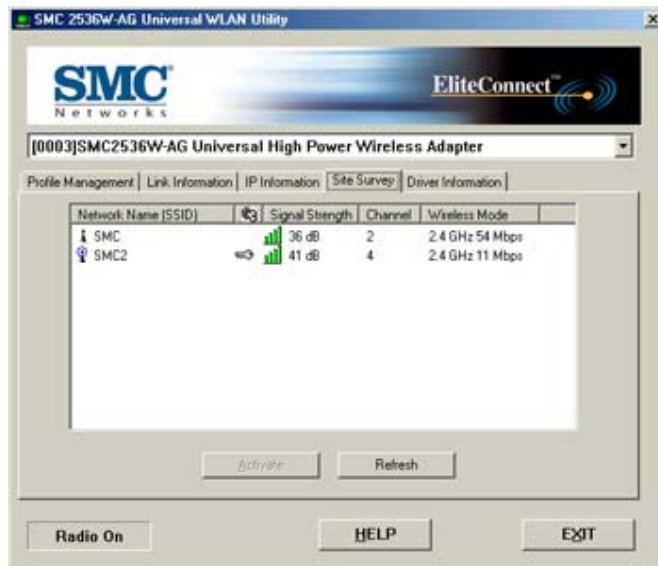 SMC 2536W-AG Universal WLAN Utility
SMC
Networks
EliteConnect™
[0003]SMC2536W-AG Universal High Power Wireless Adapter
Profile Management Link Information IP Information Site Survey Driver Information
Network Name (SSID) Signal Strength Channel Wireless Mode
SMC 36 dB 2 2.4 GHz 54 Mbps
SMC2 41 dB 4 2.4 GHz 11 Mbps
Activate Refresh
Radio On HELP EXIT